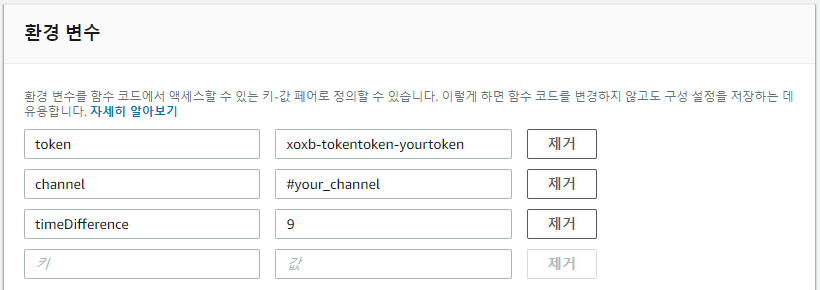 환경 변수
환경 변수를 함수 코드에서 액세스할 수 있는 키-값 페어로 정의할 수 있습니다. 이렇게 하면 함수 코드를 변경하지 않고도 구성 설정을 저장하는 데
유용합니다. 자세히 알아보기
token xoxb-tokentoken-yourtoken 제거
channel #your_channel 제거
timeDifference 9 제거
키 값 제거